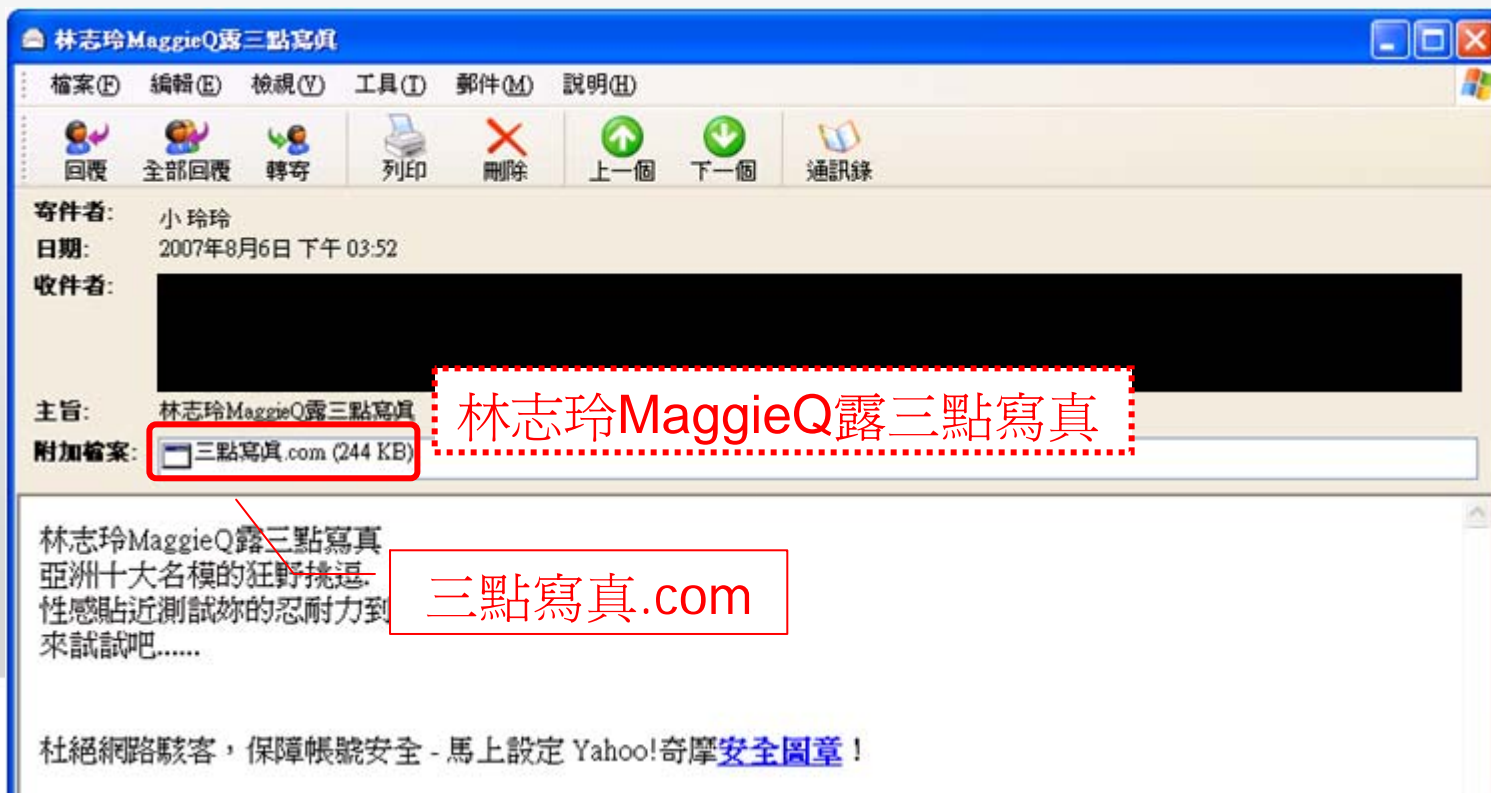 林志玲MaggieQ露三點寫真
檔案(F) 編輯(E) 檢視(V) 工具(T) 郵件(M) 説明(H)
回覆 全部回覆 轉寄 列印 刪除 上一個 下一個 通訊錄
寄件者: 小 玲玲
日期: 2007年8月6日 下午 03:52
收件者:
主旨: 林志玲MaggieQ露三點寫真
林志玲MaggieQ露三點寫真
附加檔案: 三點寫真.com (244 KB)
林志玲MaggieQ露三點寫真
亞洲十大名模的狂野挑逗.
性感貼近測試妳的忍耐力到
三點寫真.com
來試試吧......
杜絕網路駭客，保障帳號安全 - 馬上設定 Yahoo!奇摩安全圖章！